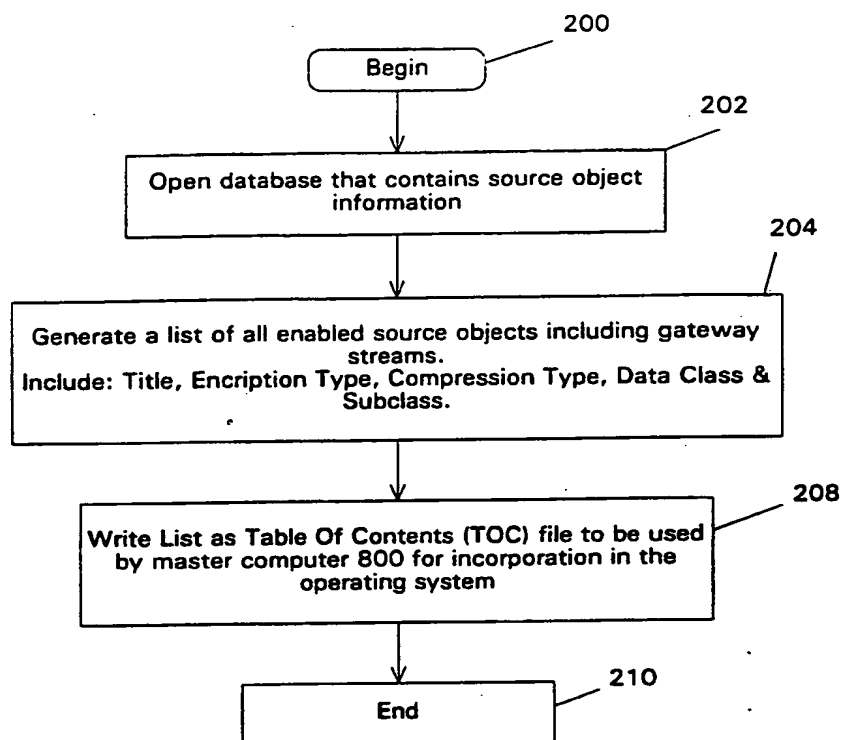 200
Begin
202
Open database that contains source object
information
204
Generate a list of all enabled source objects including gateway
streams.
Include: Title, Encription Type, Compression Type, Data Class &
Subclass.
208
Write List as Table Of Contents (TOC) file to be used
by master computer 800 for incorporation in the
operating system
210
End